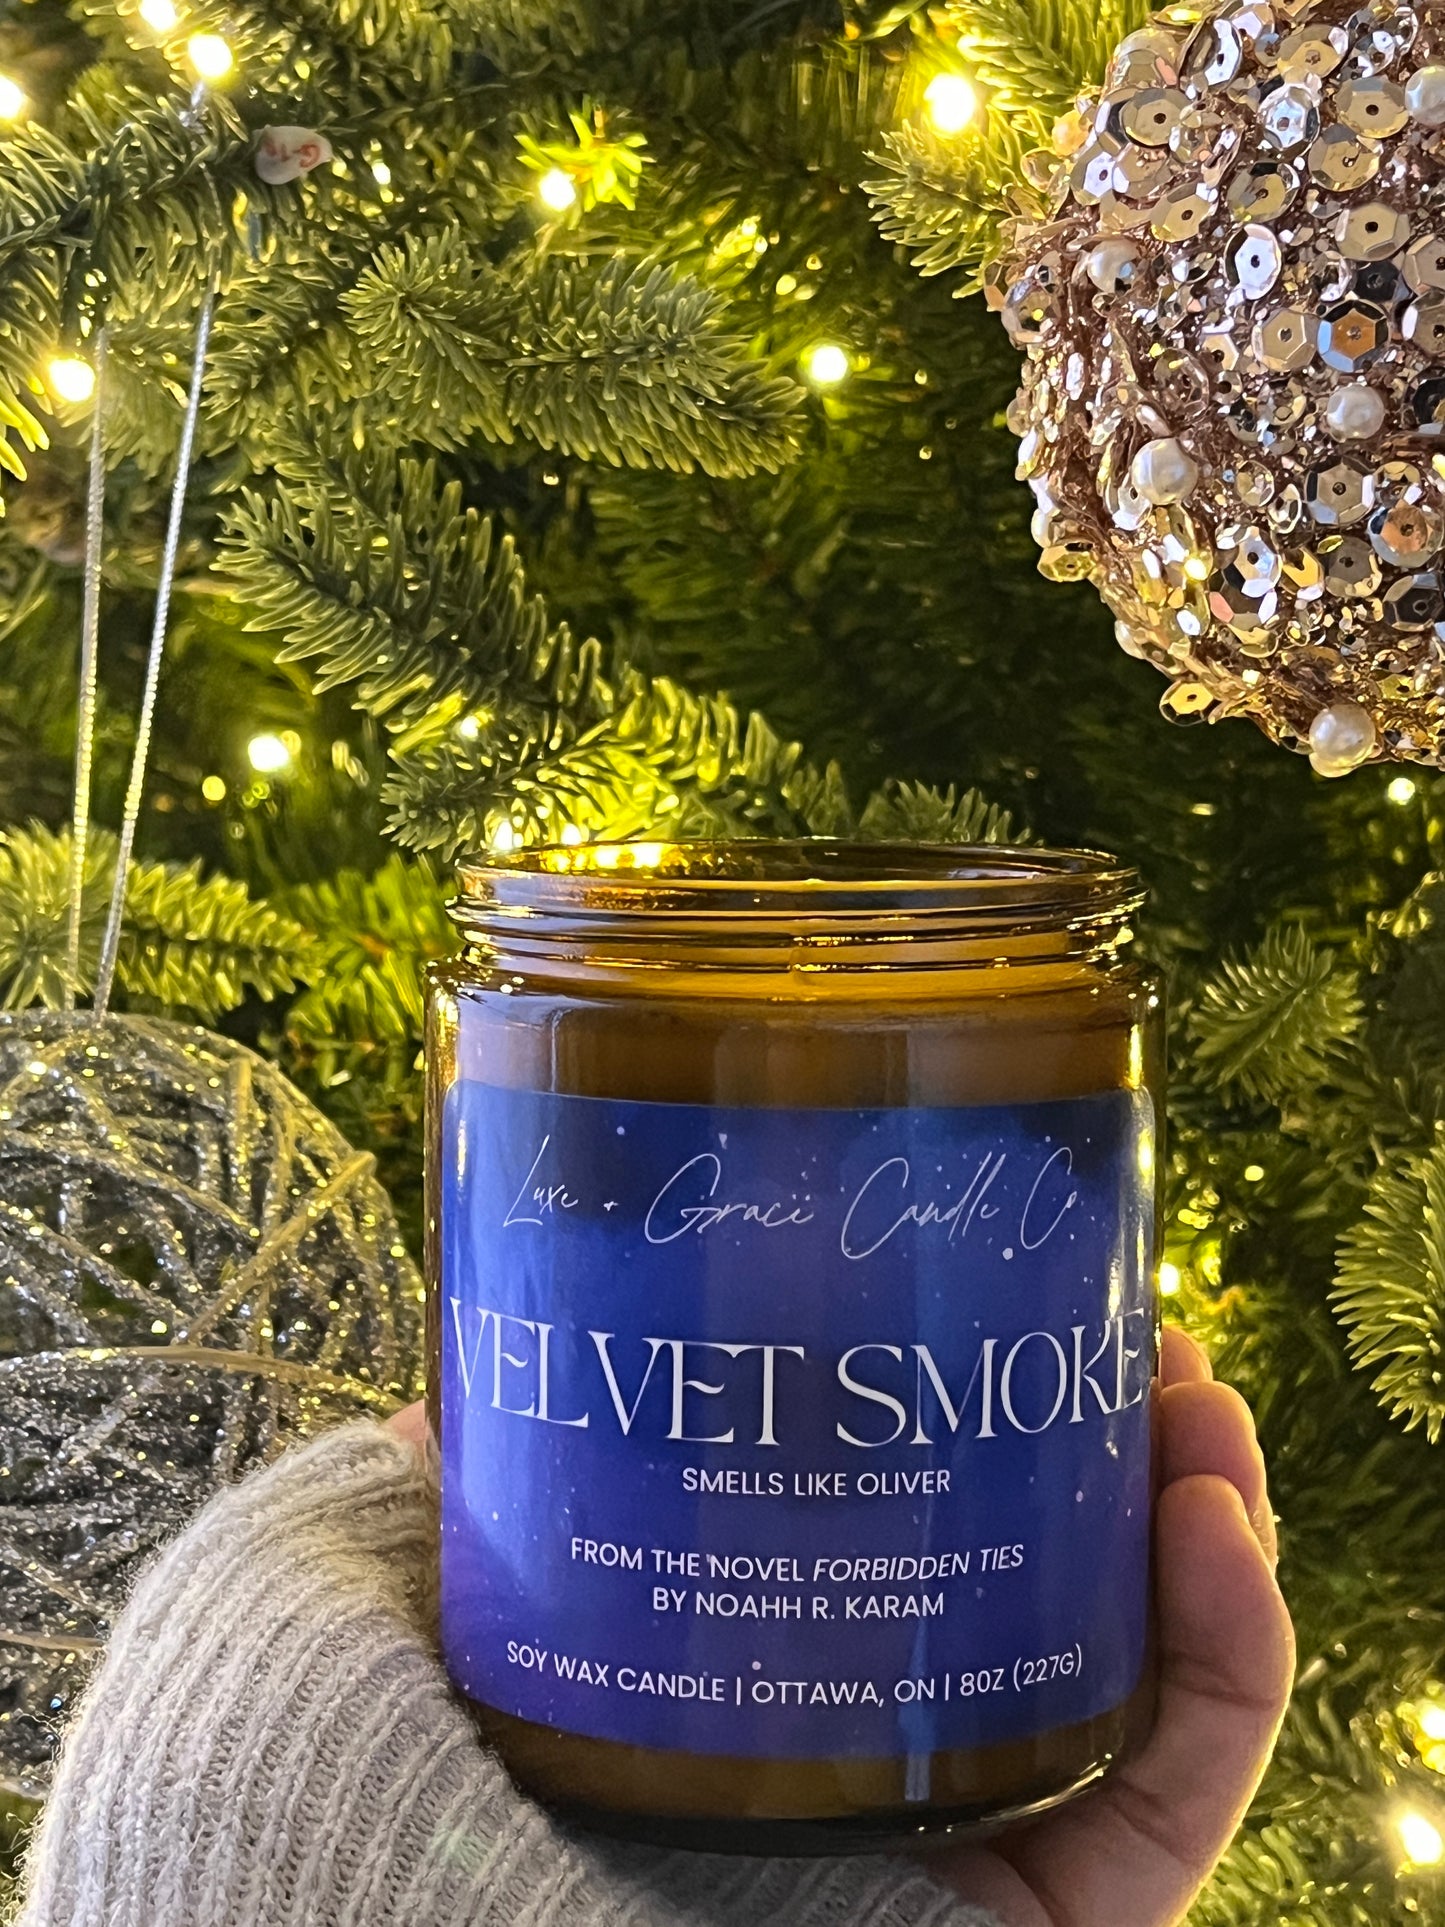 Luxe + Grace Candle Co.
VELVET SMOKE
SMELLS LIKE OLIVER
FROM THE NOVEL FORBIDDEN TIES
BY NOAHH R. KARAM
SOY WAX CANDLE | OTTAWA, ON | 8OZ (227G)